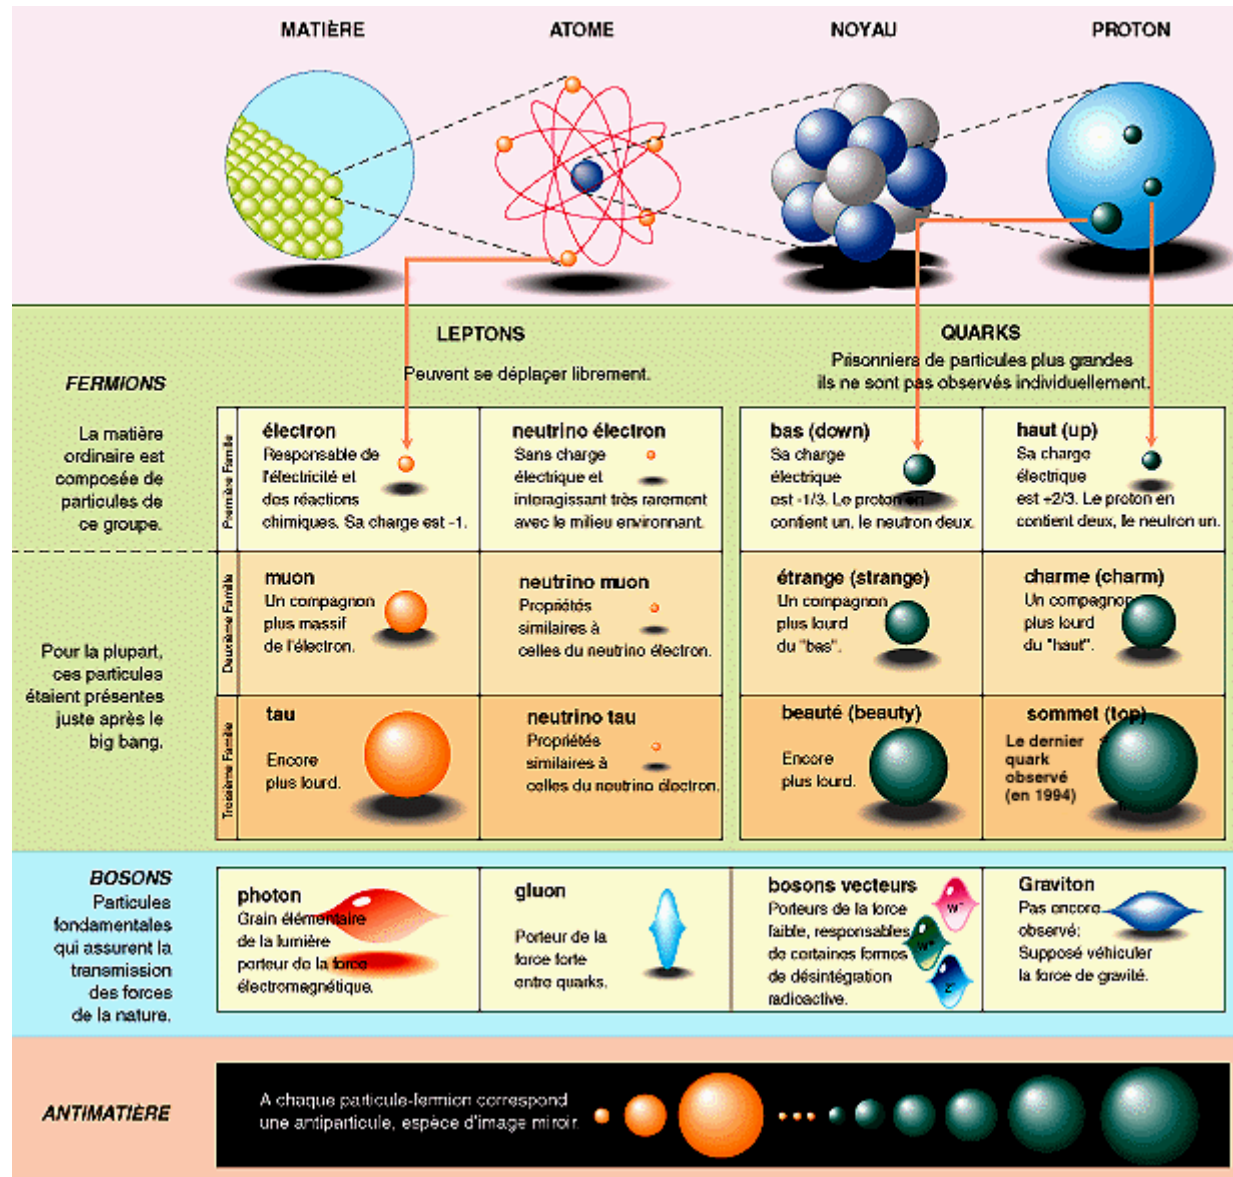 MATIÈRE
ATOME
NOYAU
PROTON
LEPTONS
Peuvent se déplaçer librement.
QUARKS
Prisonniers de particules plus grandes
ils ne sont pas observés individuellement.
FERMIONS
La matière
ordinaire est
composée de
particules de
ce groupe.
Première Famille
électron
Responsable de
l'électricité et
des réactions
chimiques. Sa charge est -1.
neutrino électron
Sans charge
électrique et
interagissant très rarement
avec le milieu environnant.
bas (down)
Sa charge
électrique
est -1/3. Le proton en
contient un, le neutron deux.
haut (up)
Sa charge
électrique
est +2/3. Le proton en
contient deux, le neutron un.
Pour la plupart,
ces particules
étaient présentes
juste après le
big bang.
Deuxième Famille
muon
Un compagnon
plus massif
de l'électron.
neutrino muon
Propriétés
similaires à
celles du neutrino électron.
étrange (strange)
Un compagnon
plus lourd
du "bas".
charme (charm)
Un compagnon
plus lourd
du "haut".
Troisième Famille
tau
Encore
plus lourd.
neutrino tau
Propriétés
similaires à
celles du neutrino électron.
beauté (beauty)
Encore
plus lourd.
sommet (top)
Le dernier
quark
observé
(en 1994)
BOSONS
Particules
fondamentales
qui assurent la
transmission
des forces
de la nature.
photon
Grain élémentaire
de la lumière
porteur de la force
électromagnétique.
gluon
Porteur de la
force forte
entre quarks.
bosons vecteurs
Porteurs de la force
faible, responsables
de certaines formes
de désintégration
radioactive.
W⁻
W⁺
Z⁰
Graviton
Pas encore
observé:
Supposé véhiculer
la force de gravité.
ANTIMATIÈRE
A chaque particule-fermion correspond
une antiparticule, espèce d'image miroir.